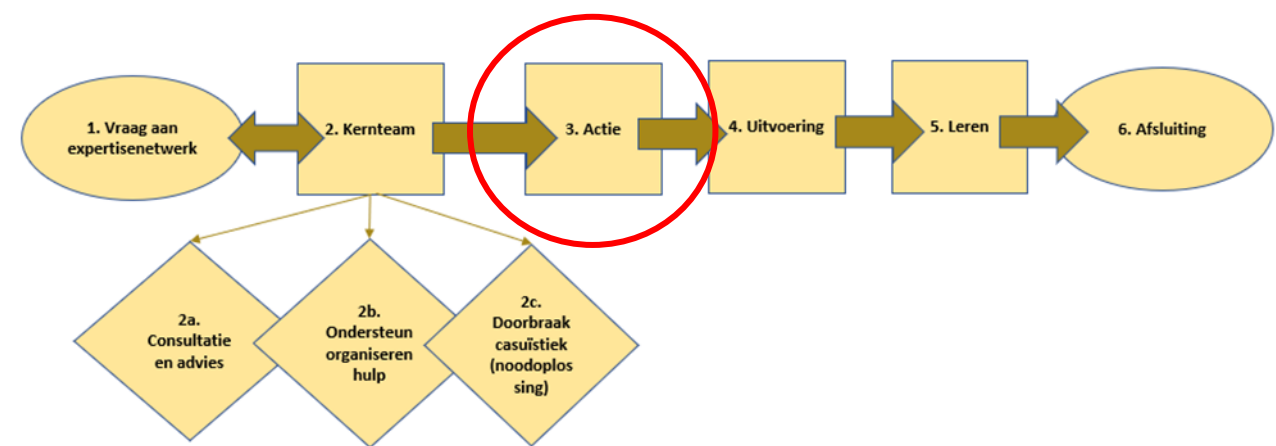 1. Vraag aan
expertisenetwerk
2. Kernteam
3. Actie
4. Uitvoering
5. Leren
6. Afsluiting
2a.
Consultatie
en advies
2b.
Ondersteun
organiseren
hulp
2c.
Doorbraak
casuïstiek
(noodoplos
sing)